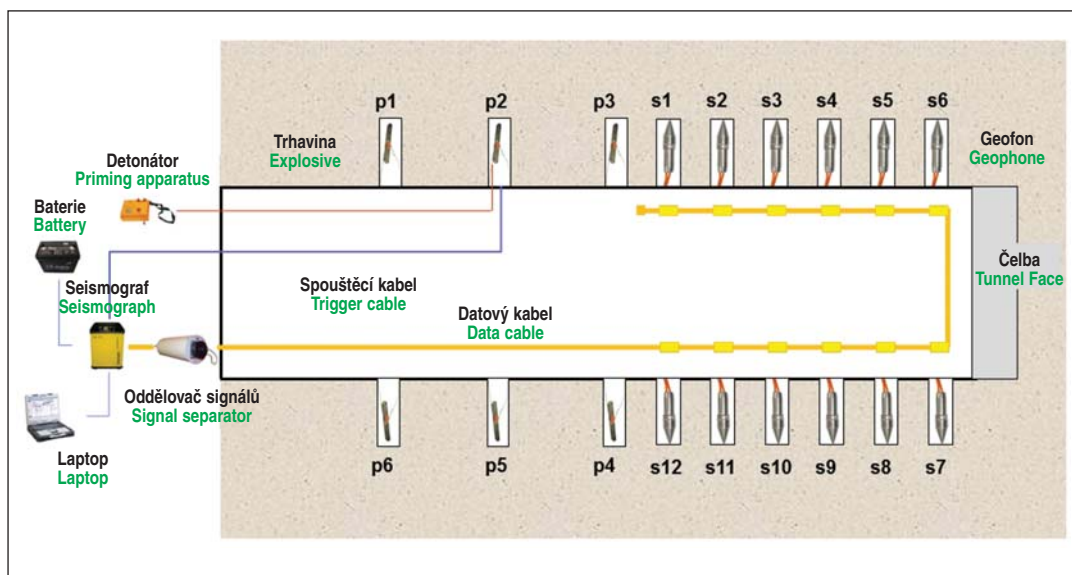 p1 p2 p3 s1 s2 s3 s4 s5 s6
Trhavina
Explosive
Geofon
Geophone
Detonátor
Priming apparatus
Baterie
Battery
Čelba
Tunnel Face
Seismograf
Seismograph
Spouštěcí kabel
Trigger cable
Datový kabel
Data cable
Oddělovač signálů
Signal separator
Laptop
Laptop
p6 p5 p4 s12 s11 s10 s9 s8 s7